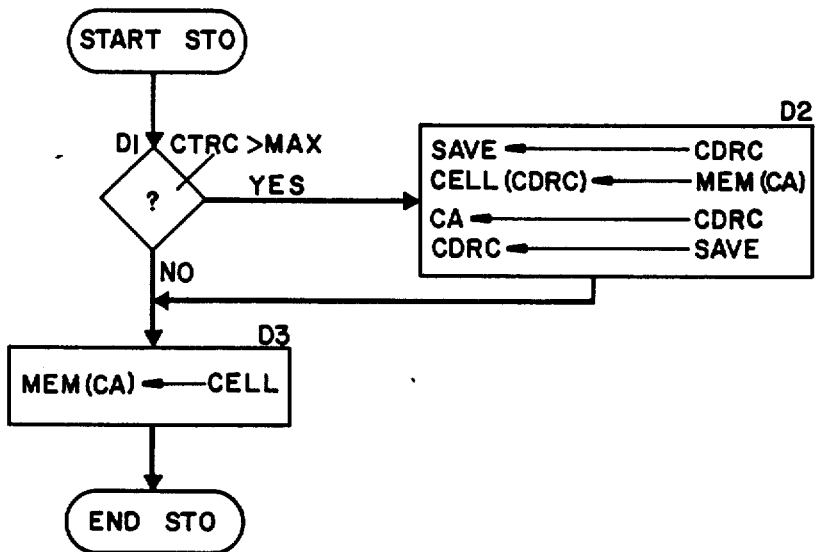 START STO
D1 CTRC >MAX
?
YES
NO
D2
SAVE CDRC
CELL (CDRC) MEM (CA)
CA CDRC
CDRC SAVE
D3
MEM (CA) CELL
END STO